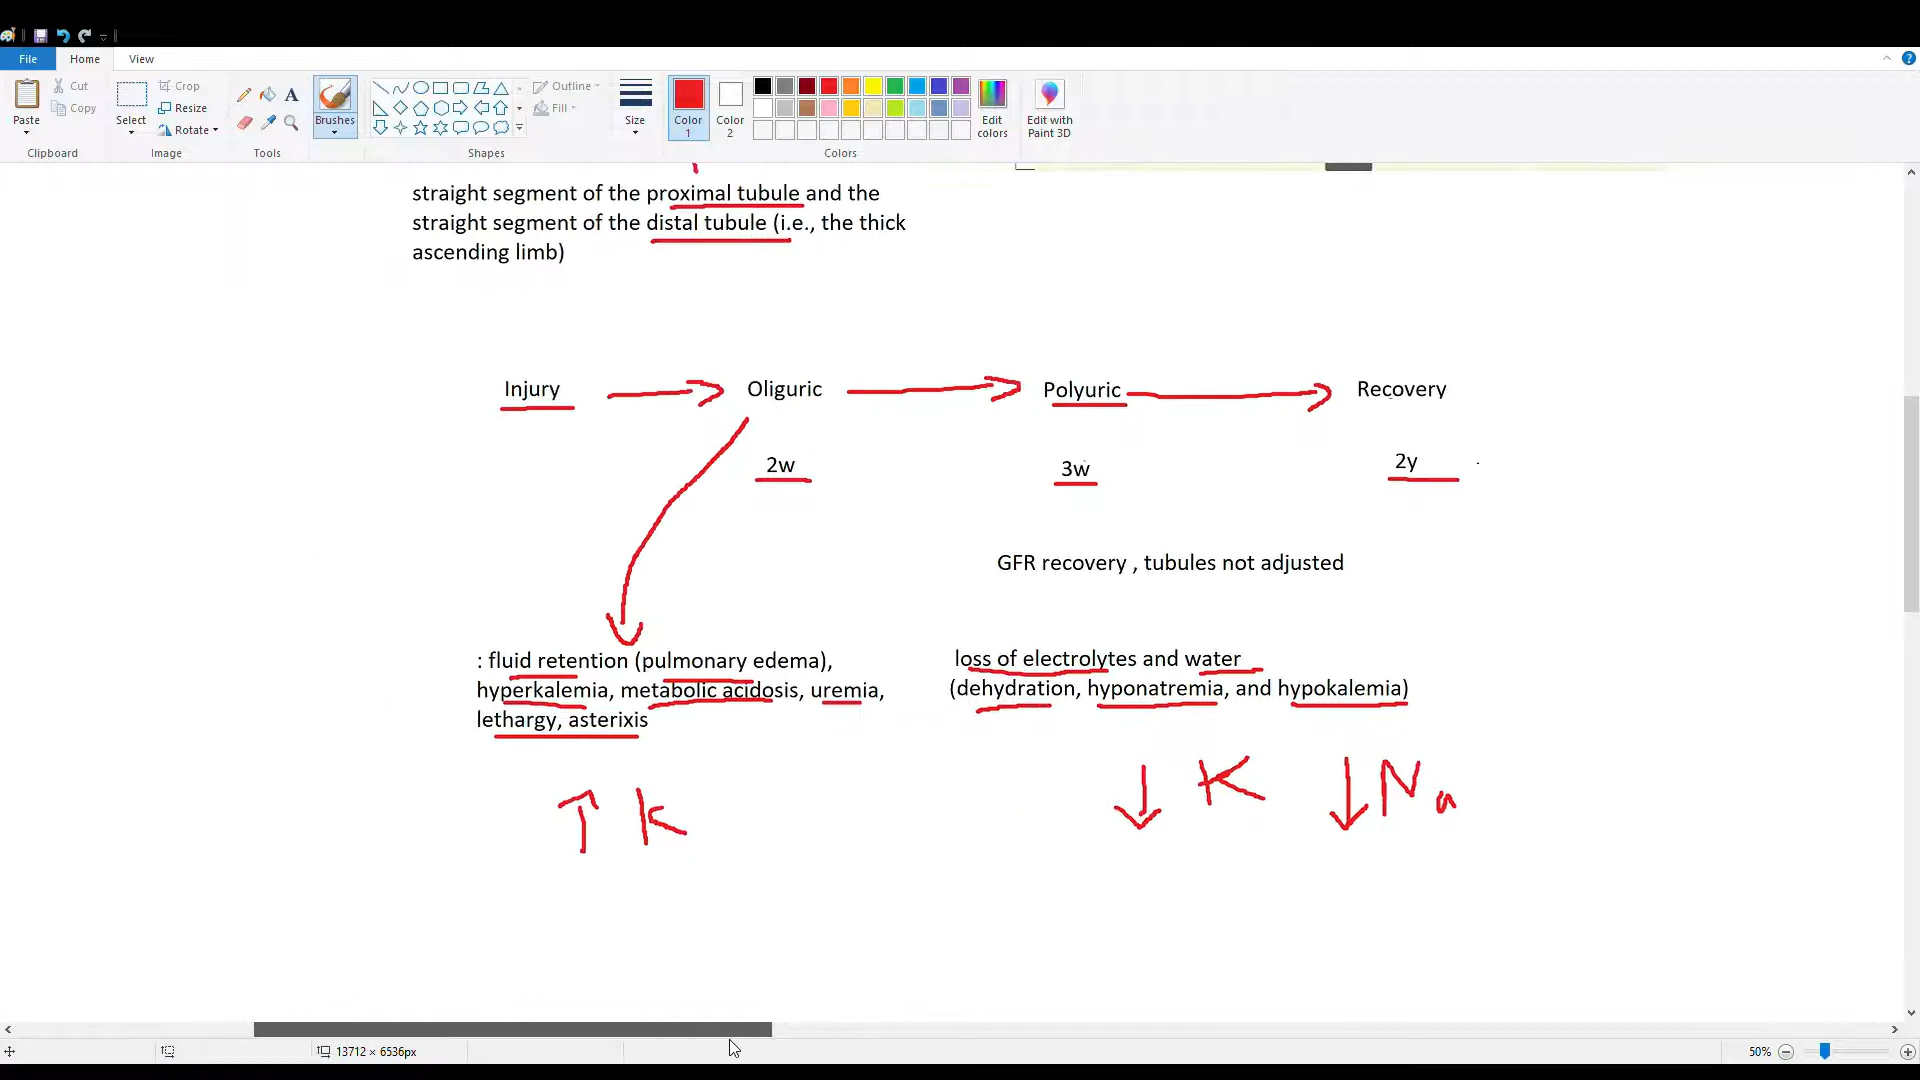 File Home View
Paste Cut Copy Clipboard
Select Crop Resize Rotate Image
Tools
Brushes
Outline Fill Shapes
Size
Color 1 Color 2 Edit colors Edit with Paint 3D Colors
straight segment of the proximal tubule and the
straight segment of the distal tubule (i.e., the thick
ascending limb)
Injury Oliguric Polyuric Recovery
2w 3w 2y
GFR recovery , tubules not adjusted
: fluid retention (pulmonary edema),
hyperkalemia, metabolic acidosis, uremia,
lethargy, asterixis
loss of electrolytes and water
(dehydration, hyponatremia, and hypokalemia)
↑ K
↓ K ↓ Na
13712 × 6536px 50%